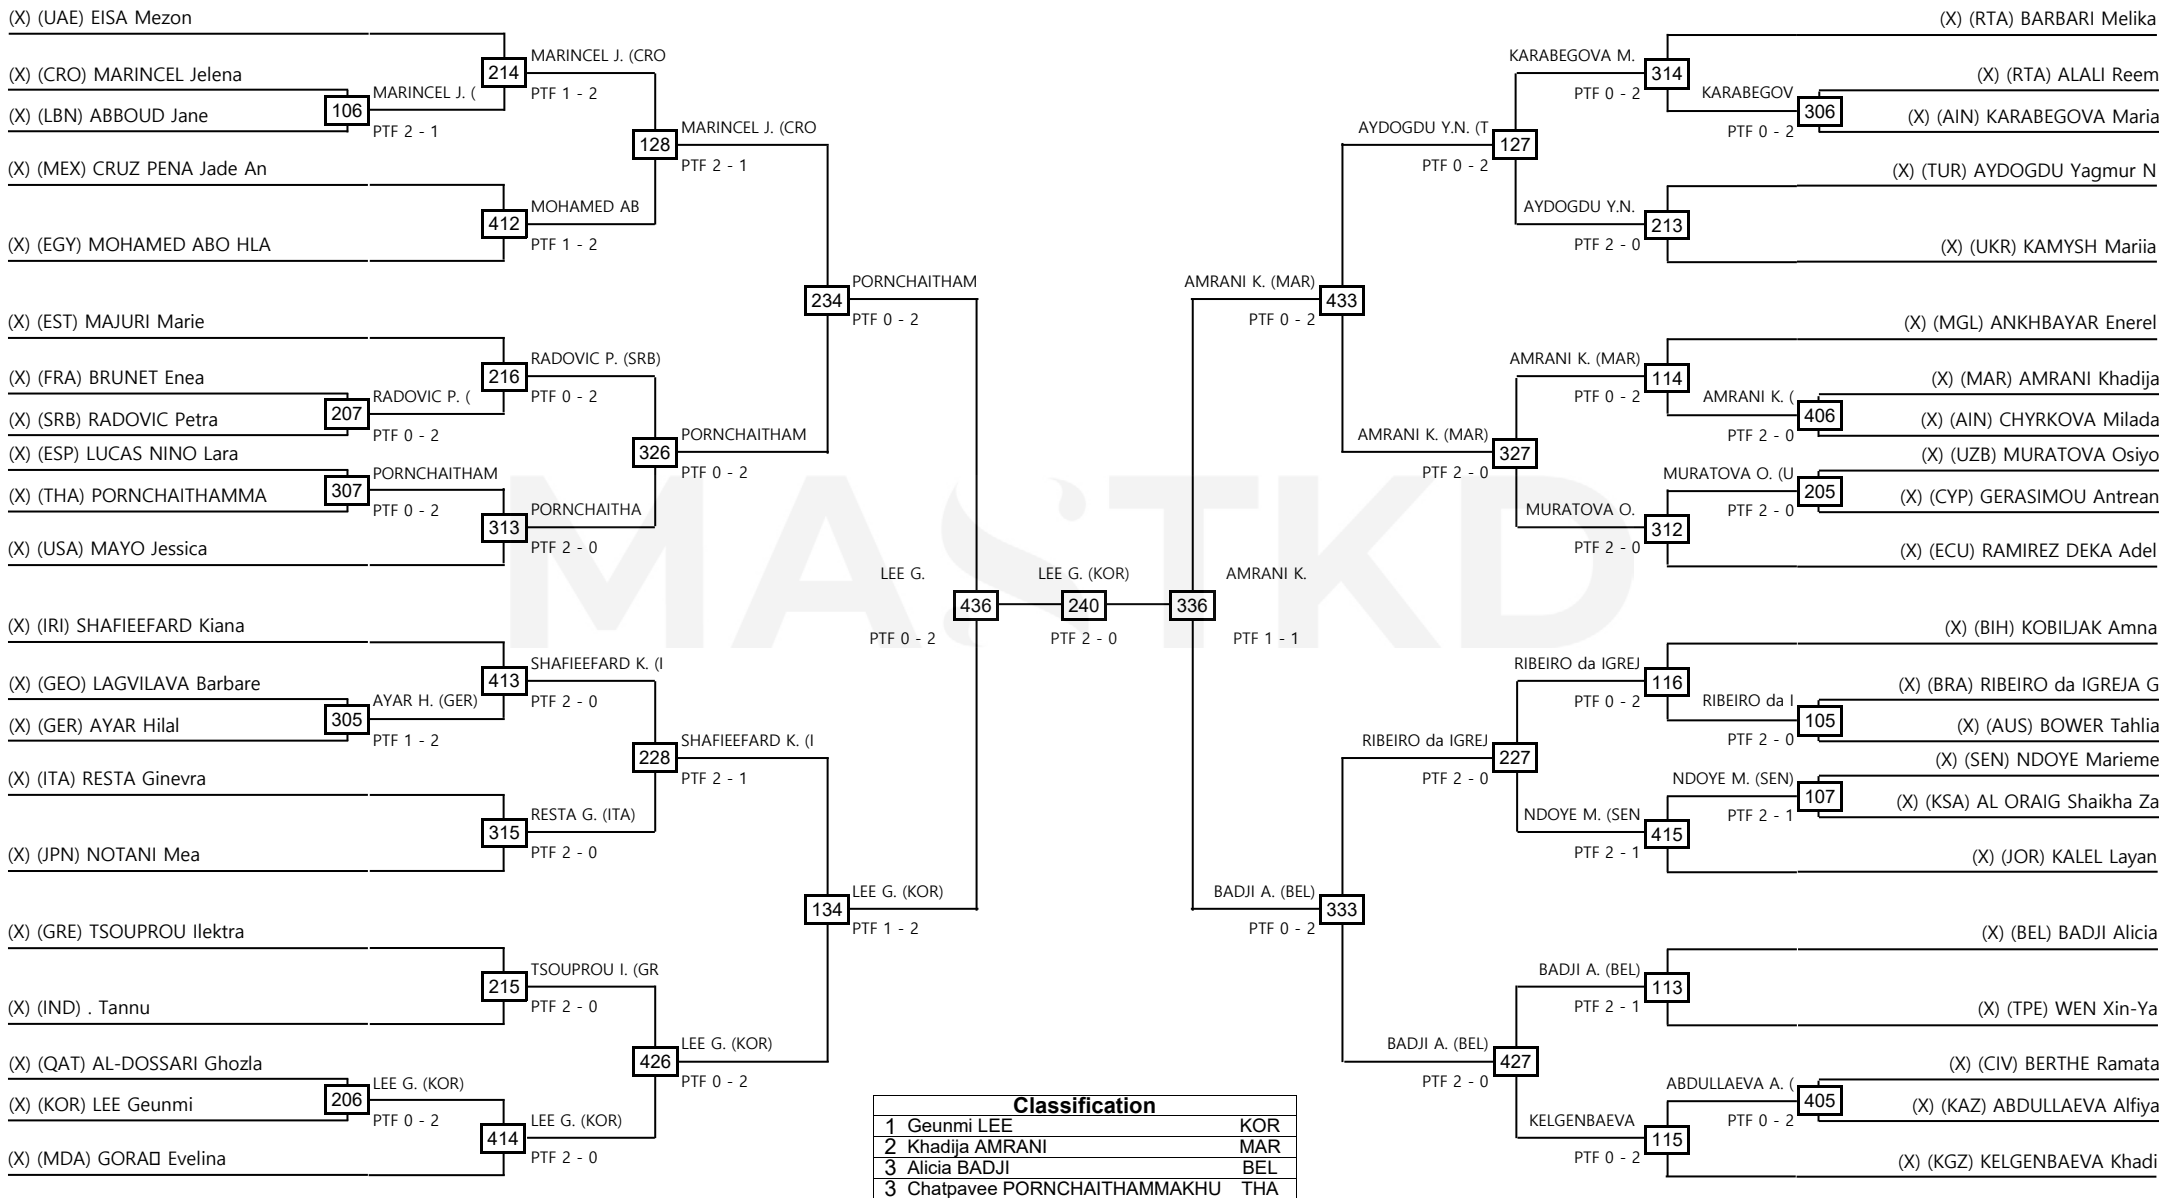 (X) (UAE) EISA Mezon
(X) (CRO) MARINCEL Jelena
(X) (LBN) ABBOUD Jane
(X) (MEX) CRUZ PENA Jade An
(X) (EGY) MOHAMED ABO HLA
(X) (EST) MAJURI Marie
(X) (FRA) BRUNET Enea
(X) (SRB) RADOVIC Petra
(X) (ESP) LUCAS NINO Lara
(X) (THA) PORNCHAITHAMMA
(X) (USA) MAYO Jessica
(X) (IRI) SHAFIEEFARD Kiana
(X) (GEO) LAGVILAVA Barbare
(X) (GER) AYAR Hilal
(X) (ITA) RESTA Ginevra
(X) (JPN) NOTANI Mea
(X) (GRE) TSOUPROU Ilektra
(X) (IND) . Tannu
(X) (QAT) AL-DOSSARI Ghozla
(X) (KOR) LEE Geunmi
(X) (MDA) GORA□ Evelina
106
MARINCEL J. (
PTF 2 - 1
207
RADOVIC P. (
PTF 0 - 2
307
PORNCHAITHAM
PTF 0 - 2
305
AYAR H. (GER)
PTF 1 - 2
206
LEE G. (KOR)
PTF 0 - 2
214
MARINCEL J. (CRO
PTF 1 - 2
412
MOHAMED AB
PTF 1 - 2
216
RADOVIC P. (SRB)
PTF 0 - 2
313
PORNCHAITHA
PTF 2 - 0
413
SHAFIEEFARD K. (I
PTF 2 - 0
315
RESTA G. (ITA)
PTF 2 - 0
215
TSOUPROU I. (GR
PTF 2 - 0
414
LEE G. (KOR)
PTF 2 - 0
128
MARINCEL J. (CRO
PTF 2 - 1
326
PORNCHAITHAM
PTF 0 - 2
228
SHAFIEEFARD K. (I
PTF 2 - 1
426
LEE G. (KOR)
PTF 0 - 2
234
PORNCHAITHAM
PTF 0 - 2
134
LEE G. (KOR)
PTF 1 - 2
LEE G.
436
PTF 0 - 2
LEE G. (KOR)
240
PTF 2 - 0
AMRANI K.
336
PTF 1 - 1
MASTKD
AMRANI K. (MAR)
433
PTF 0 - 2
BADJI A. (BEL)
333
PTF 0 - 2
AYDOGDU Y.N. (T
127
PTF 0 - 2
AMRANI K. (MAR)
327
PTF 2 - 0
RIBEIRO da IGREJ
227
PTF 2 - 0
BADJI A. (BEL)
427
PTF 2 - 0
KARABEGOVA M.
314
PTF 0 - 2
AYDOGDU Y.N.
213
PTF 2 - 0
AMRANI K. (MAR)
114
PTF 0 - 2
MURATOVA O.
312
PTF 2 - 0
RIBEIRO da IGREJ
116
PTF 0 - 2
NDOYE M. (SEN
415
PTF 2 - 1
BADJI A. (BEL)
113
PTF 2 - 1
KELGENBAEVA
115
PTF 0 - 2
KARABEGOV
306
PTF 0 - 2
AMRANI K. (
406
PTF 2 - 0
MURATOVA O. (U
205
PTF 2 - 0
RIBEIRO da I
105
PTF 2 - 0
NDOYE M. (SEN)
107
PTF 2 - 1
ABDULLAEVA A. (
405
PTF 0 - 2
(X) (RTA) BARBARI Melika
(X) (RTA) ALALI Reem
(X) (AIN) KARABEGOVA Maria
(X) (TUR) AYDOGDU Yagmur N
(X) (UKR) KAMYSH Mariia
(X) (MGL) ANKHBAYAR Enerel
(X) (MAR) AMRANI Khadija
(X) (AIN) CHYRKOVA Milada
(X) (UZB) MURATOVA Osiyo
(X) (CYP) GERASIMOU Antrean
(X) (ECU) RAMIREZ DEKA Adel
(X) (BIH) KOBILJAK Amna
(X) (BRA) RIBEIRO da IGREJA G
(X) (AUS) BOWER Tahlia
(X) (SEN) NDOYE Marieme
(X) (KSA) AL ORAIG Shaikha Za
(X) (JOR) KALEL Layan
(X) (BEL) BADJI Alicia
(X) (TPE) WEN Xin-Ya
(X) (CIV) BERTHE Ramata
(X) (KAZ) ABDULLAEVA Alfiya
(X) (KGZ) KELGENBAEVA Khadi
Classification
1 Geunmi LEE KOR
2 Khadija AMRANI MAR
3 Alicia BADJI BEL
3 Chatpavee PORNCHAITHAMMAKHU THA